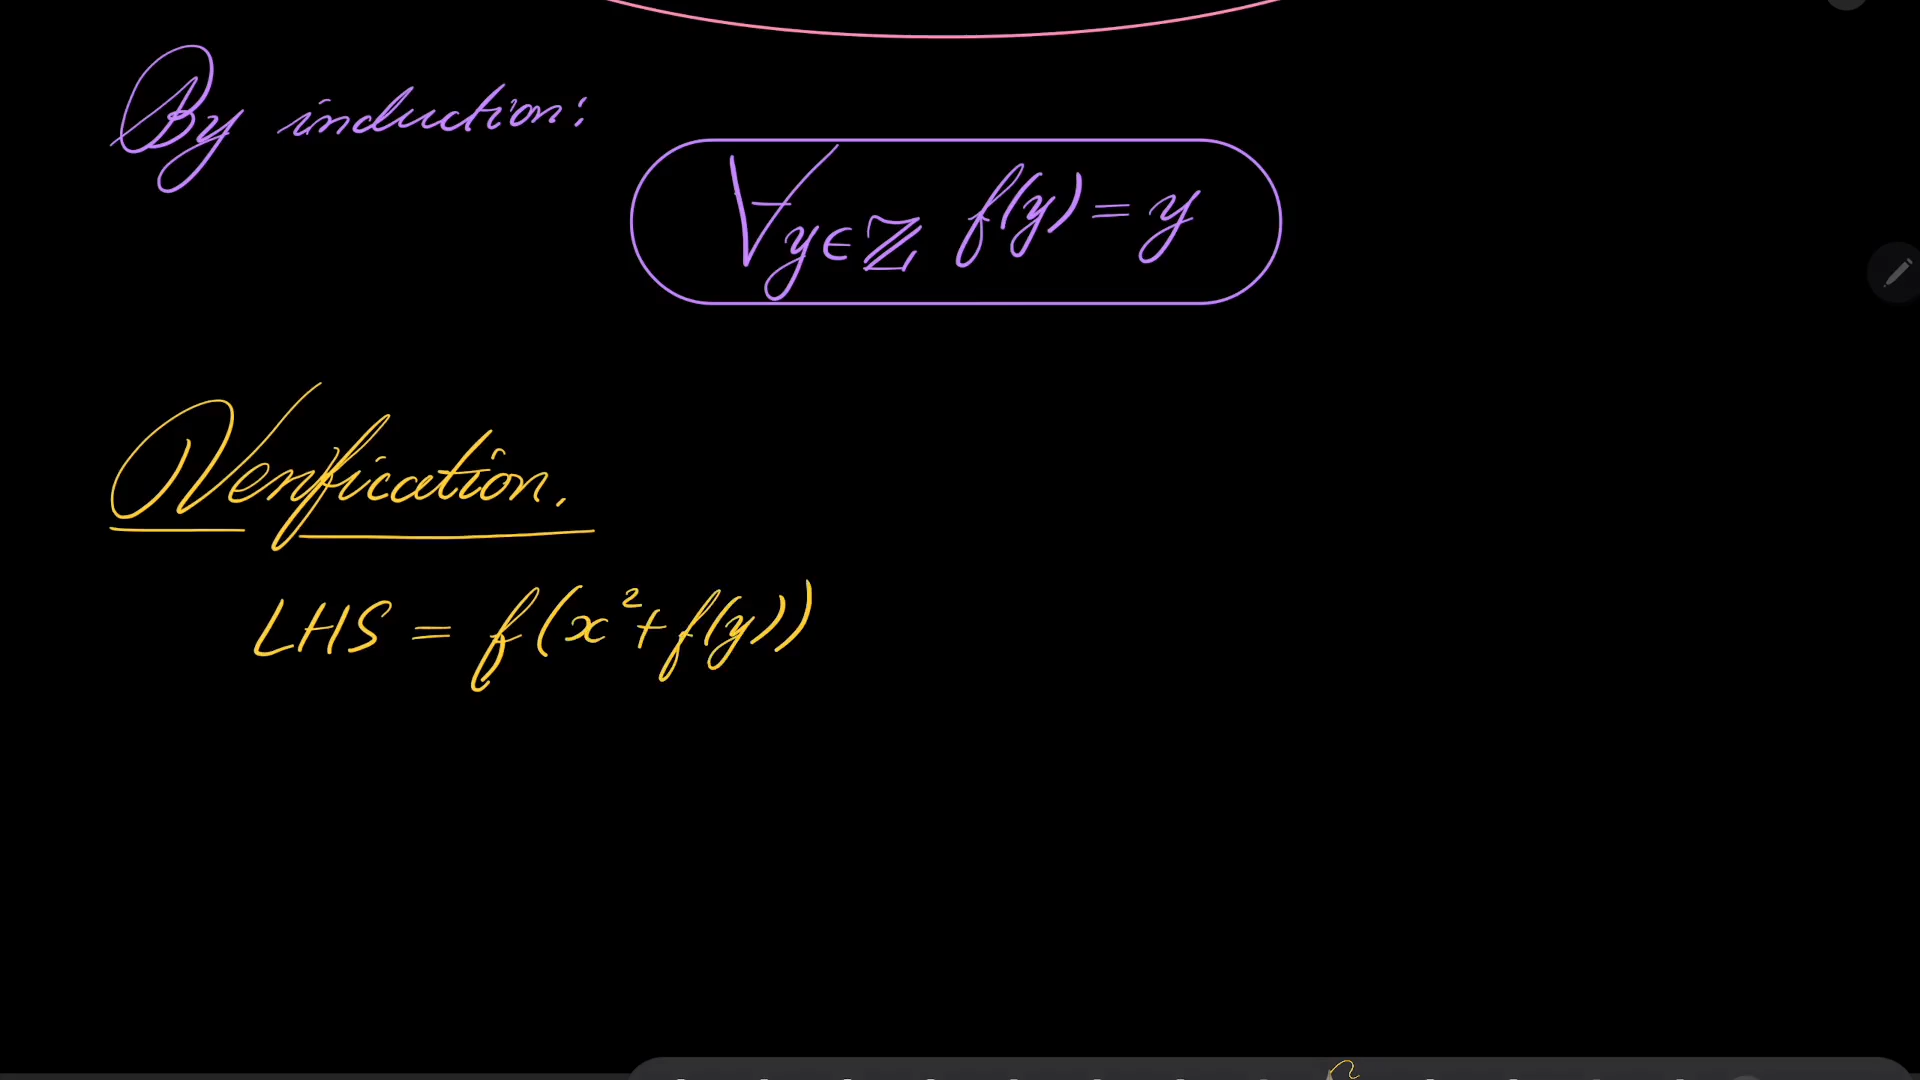 By induction:
∀y∈ℤ f(y) = y
Verification.
LHS = f(x²+f(y))